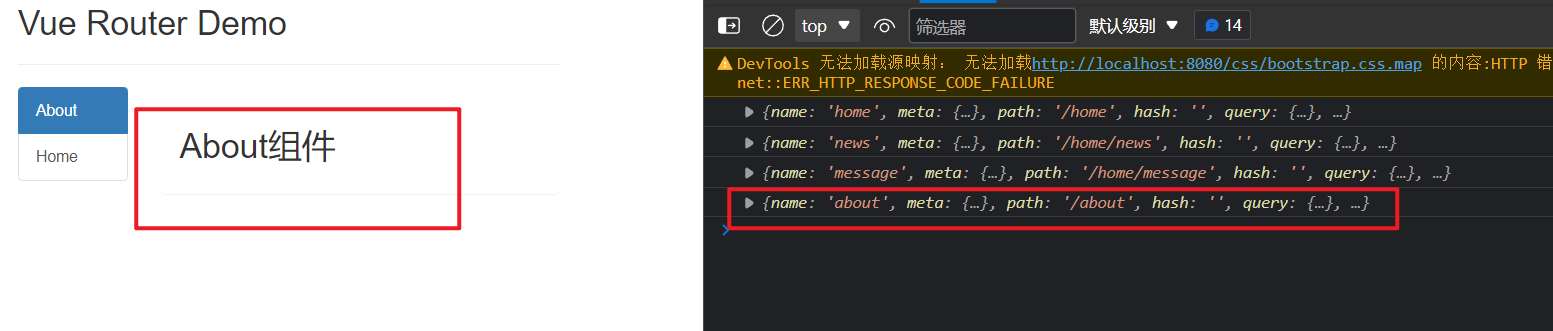 Vue Router Demo
About
Home
About组件
top
筛选器
默认级别
14
DevTools 无法加载源映射： 无法加载http://localhost:8080/css/bootstrap.css.map 的内容:HTTP 错
net::ERR_HTTP_RESPONSE_CODE_FAILURE
{name: 'home', meta: {…}, path: '/home', hash: '', query: {…}, …}
{name: 'news', meta: {…}, path: '/home/news', hash: '', query: {…}, …}
{name: 'message', meta: {…}, path: '/home/message', hash: '', query: {…}, …}
{name: 'about', meta: {…}, path: '/about', hash: '', query: {…}, …}